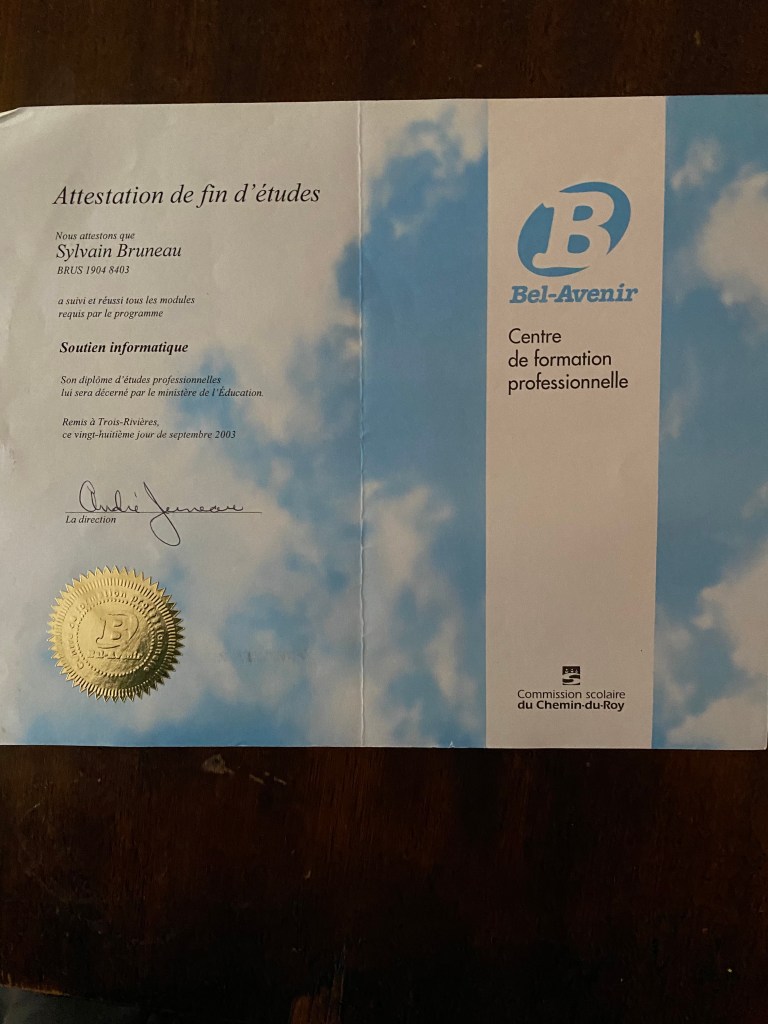 Attestation de fin d'études
Nous attestons que
Sylvain Bruneau
BRUS 1904 8403
a suivi et réussi tous les modules
requis par le programme
Soutien informatique
Son diplôme d'études professionnelles
lui sera décerné par le ministère de l'Éducation.
Remis à Trois-Rivières,
ce vingt-huitième jour de septembre 2003
André
La direction
B
Bel-Avenir
B
Bel-Avenir
Centre
de formation
professionnelle
Commission scolaire
du Chemin-du-Roy